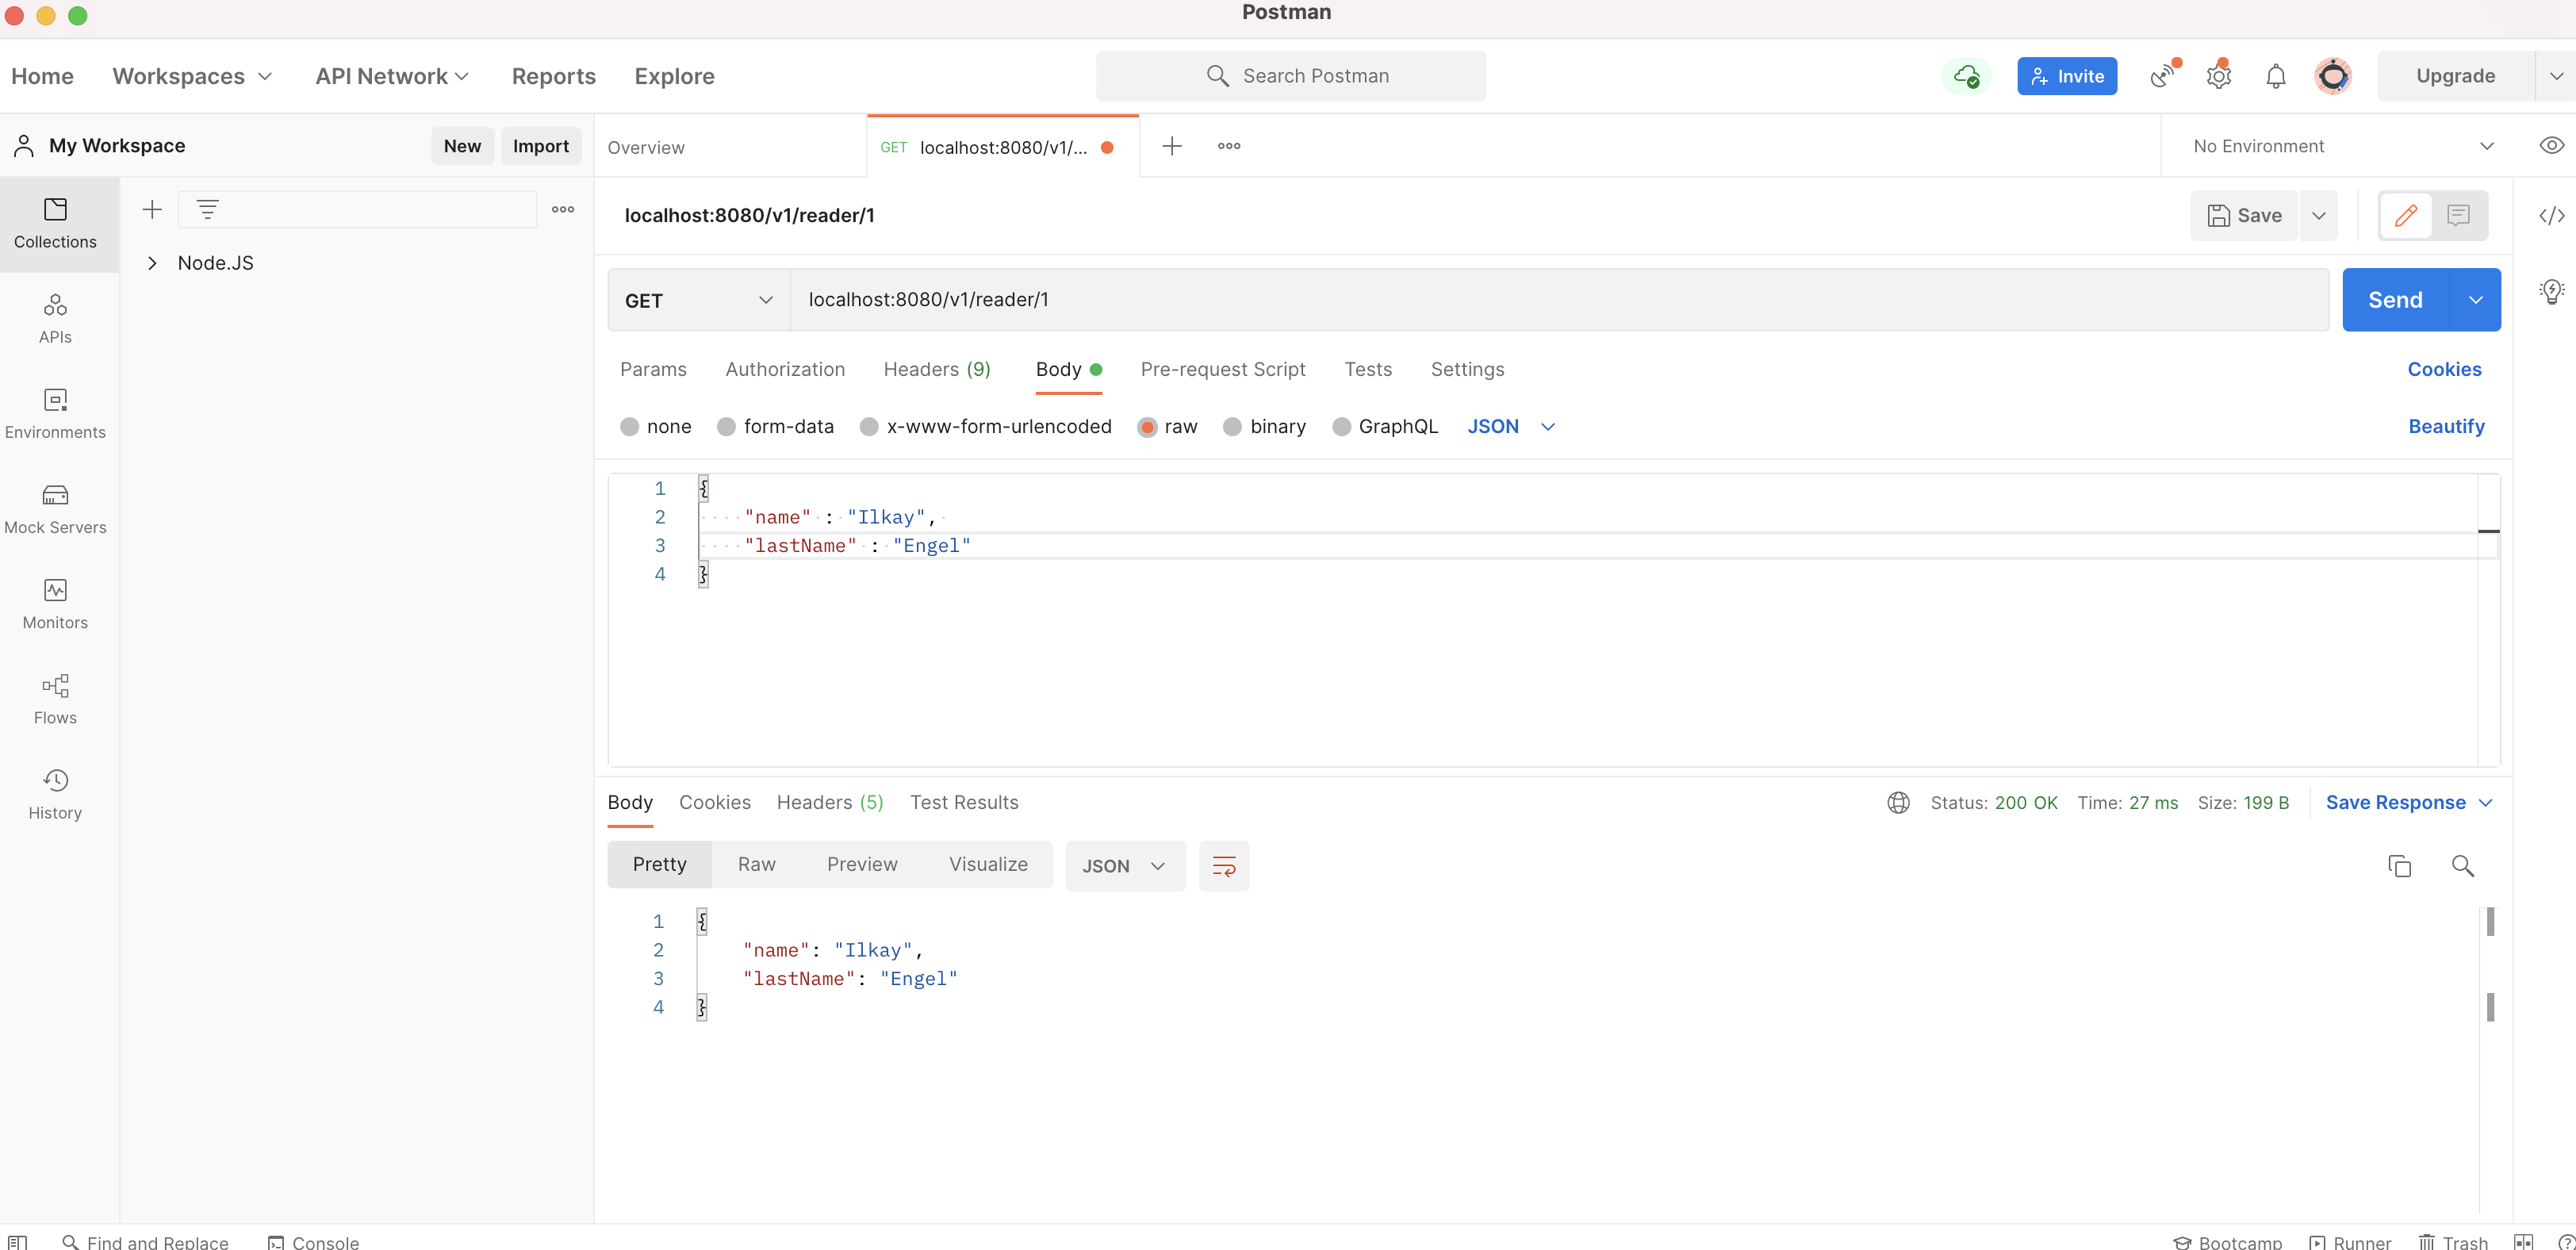 Postman
Home Workspaces API Network Reports Explore Search Postman Invite Upgrade
My Workspace New Import Overview GET localhost:8080/v1/... No Environment
Collections
Node.JS
APIs
Environments
Mock Servers
Monitors
Flows
History
localhost:8080/v1/reader/1 Save
GET localhost:8080/v1/reader/1 Send
Params Authorization Headers (9) Body Pre-request Script Tests Settings Cookies
none form-data x-www-form-urlencoded raw binary GraphQL JSON Beautify
1 {
2 "name" : "Ilkay",
3 "lastName" : "Engel"
4 }
Body Cookies Headers (5) Test Results Status: 200 OK Time: 27 ms Size: 199 B Save Response
Pretty Raw Preview Visualize JSON
1 {
2 "name": "Ilkay",
3 "lastName": "Engel"
4 }
Find and Replace Console Bootcamp Runner Trash